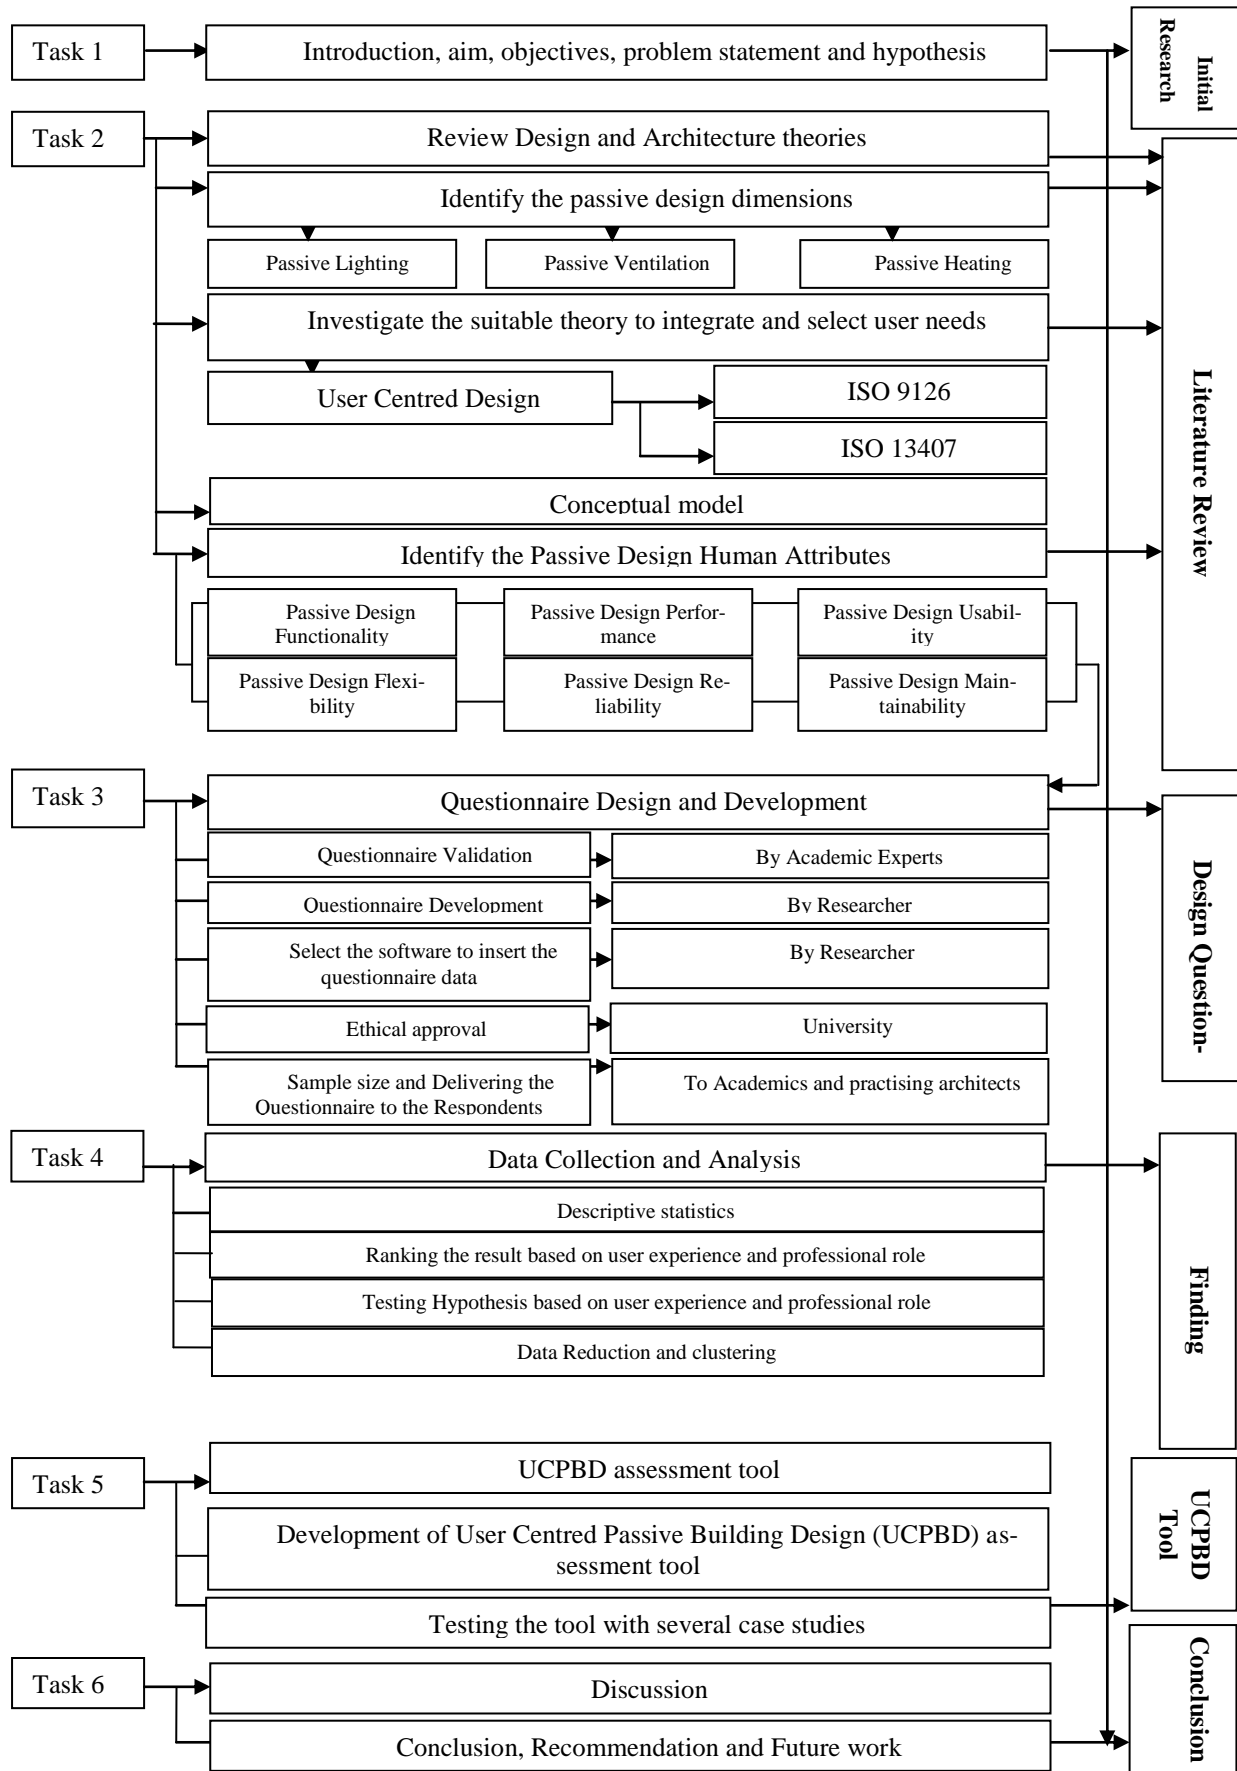 Task 1
Introduction, aim, objectives, problem statement and hypothesis
Initial
Research
Task 2
Review Design and Architecture theories
Identify the passive design dimensions
Passive Lighting
Passive Ventilation
Passive Heating
Investigate the suitable theory to integrate and select user needs
User Centred Design
ISO 9126
ISO 13407
Conceptual model
Identify the Passive Design Human Attributes
Passive Design
Functionality
Passive Design Perfor-
mance
Passive Design Usabil-
ity
Passive Design Flexi-
bility
Passive Design Re-
liability
Passive Design Main-
tainability
Literature Review
Task 3
Questionnaire Design and Development
Questionnaire Validation
By Academic Experts
Questionnaire Development
By Researcher
Select the software to insert the
questionnaire data
By Researcher
Ethical approval
University
Sample size and Delivering the
Questionnaire to the Respondents
To Academics and practising architects
Design Question-
Task 4
Data Collection and Analysis
Descriptive statistics
Ranking the result based on user experience and professional role
Testing Hypothesis based on user experience and professional role
Data Reduction and clustering
Finding
Task 5
UCPBD assessment tool
Development of User Centred Passive Building Design (UCPBD) as-
sessment tool
Testing the tool with several case studies
UCPBD
Tool
Task 6
Discussion
Conclusion, Recommendation and Future work
Conclusion